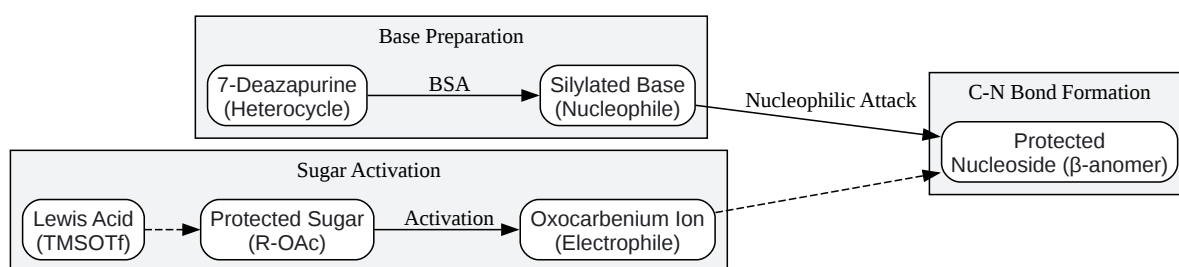 Base Preparation
7-Deazapurine
(Heterocycle)
BSA
Silylated Base
(Nucleophile)
Nucleophilic Attack
C-N Bond Formation
Protected
Nucleoside (β-anomer)
Sugar Activation
Lewis Acid
(TMSOTf)
Protected Sugar
(R-OAc)
Activation
Oxocarbenium Ion
(Electrophile)